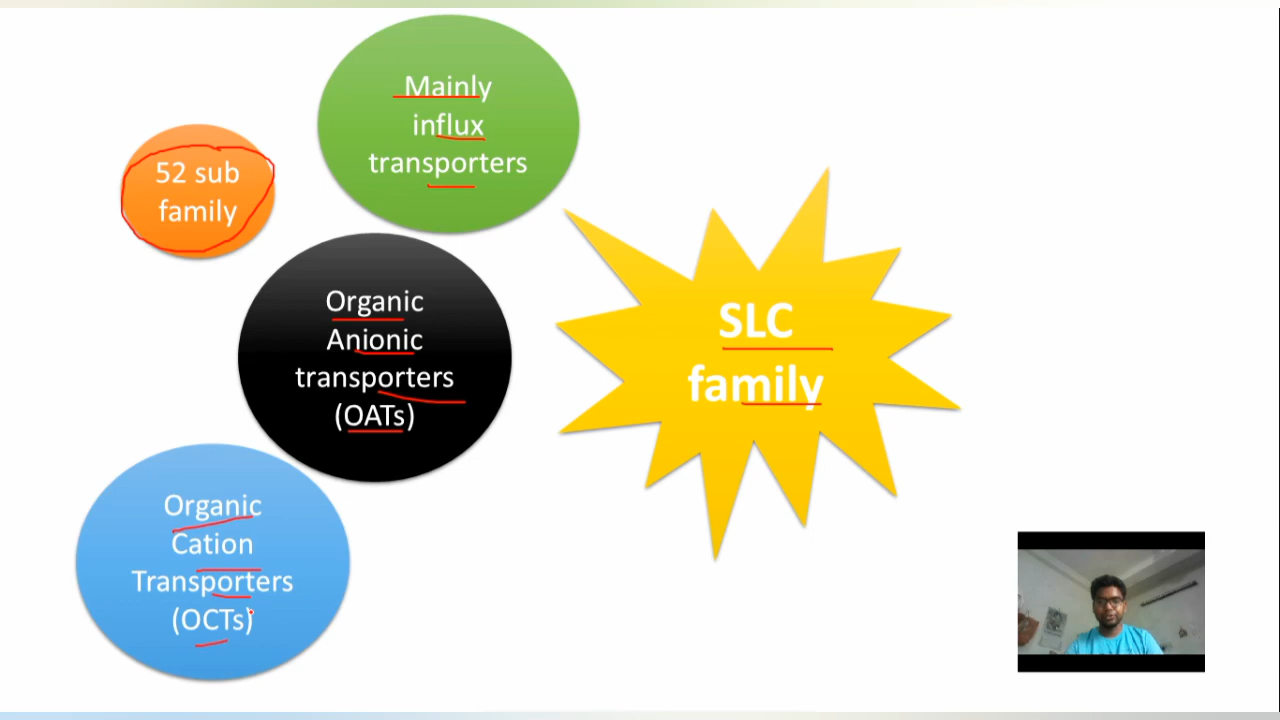 Mainly
influx
transporters
52 sub
family
Organic
Anionic
transporters
(OATs)
SLC
family
Organic
Cation
Transporters
(OCTs)